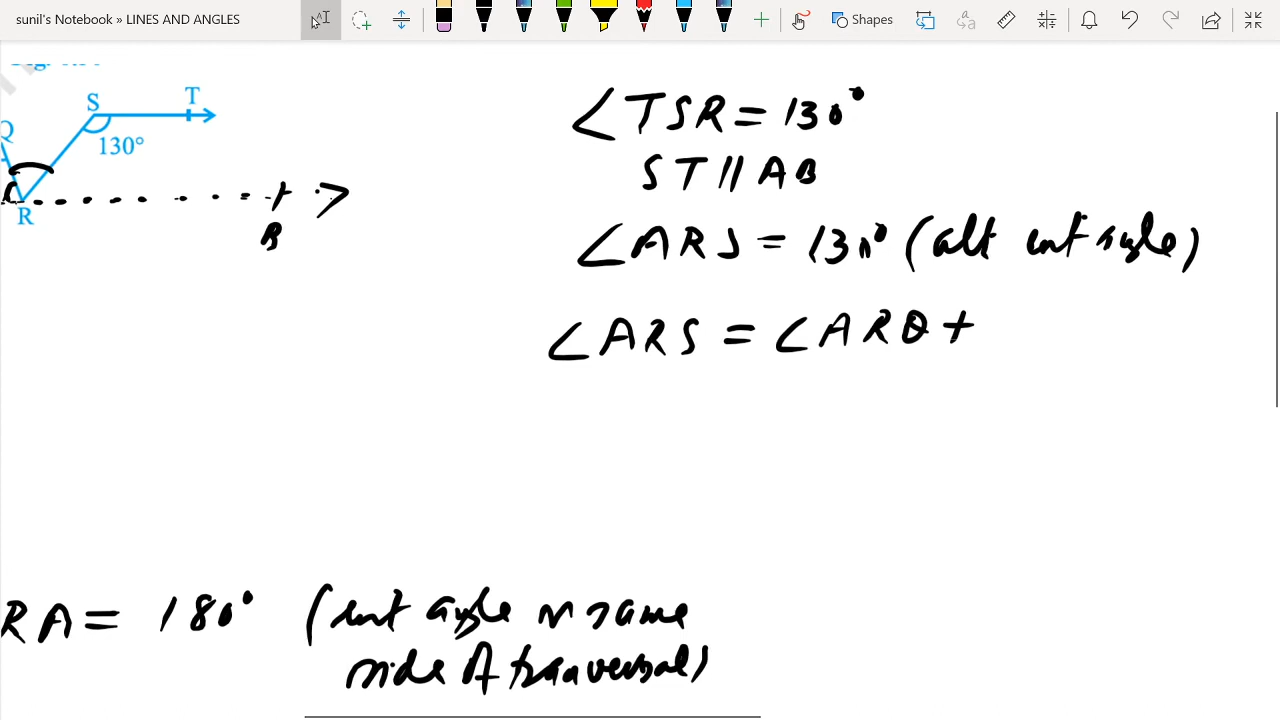 sunil's Notebook » LINES AND ANGLES
Shapes
S T
Q
130°
R
B
∠TSR = 130°
ST || AB
∠ARS = 130° (alt int angle)
∠ARS = ∠ARQ +
RA = 180° (int angle on same
side of transversal)